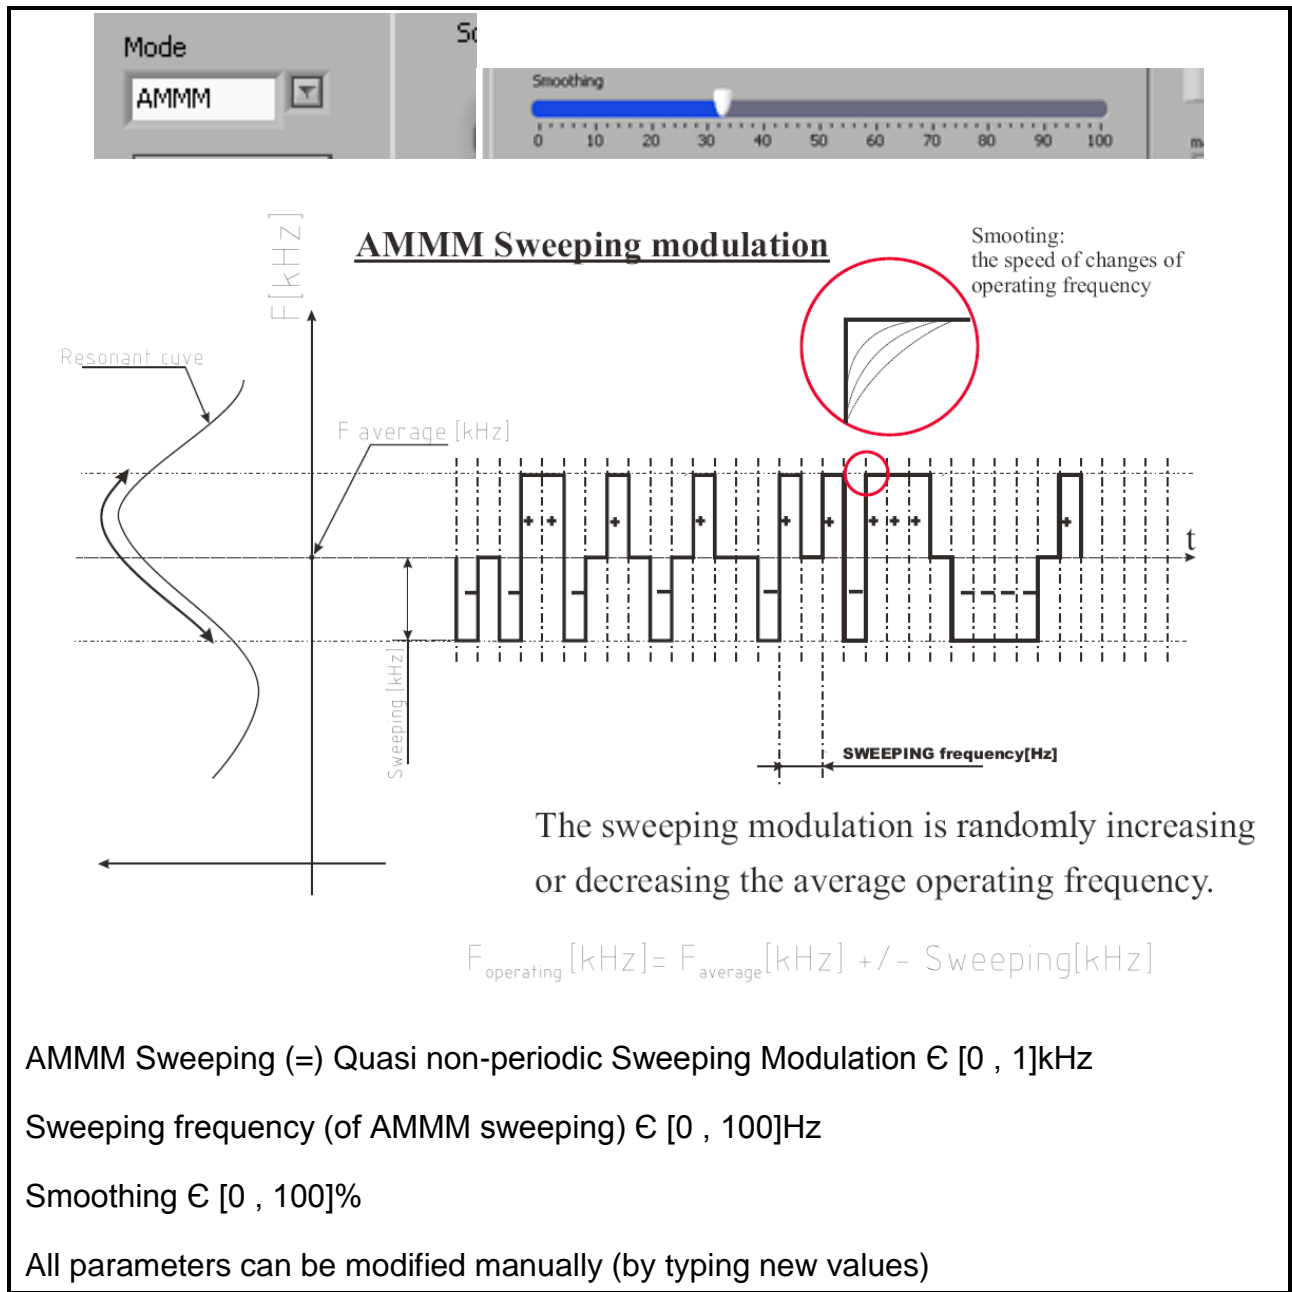 Mode
AMMM
Smoothing
0 10 20 30 40 50 60 70 80 90 100
AMMM Sweeping modulation
Smooting:
the speed of changes of
operating frequency
F[kHz]
Resonant cuve
F average [kHz]
+ + + + + + + + +
+
t
− − − − − − − − − −
Sweeping [kHz]
SWEEPING frequency[Hz]
The sweeping modulation is randomly increasing
or decreasing the average operating frequency.
Foperating [kHz]= Faverage[kHz] +/- Sweeping[kHz]
AMMM Sweeping (=) Quasi non-periodic Sweeping Modulation Є [0 , 1]kHz
Sweeping frequency (of AMMM sweeping) Є [0 , 100]Hz
Smoothing Є [0 , 100]%
All parameters can be modified manually (by typing new values)